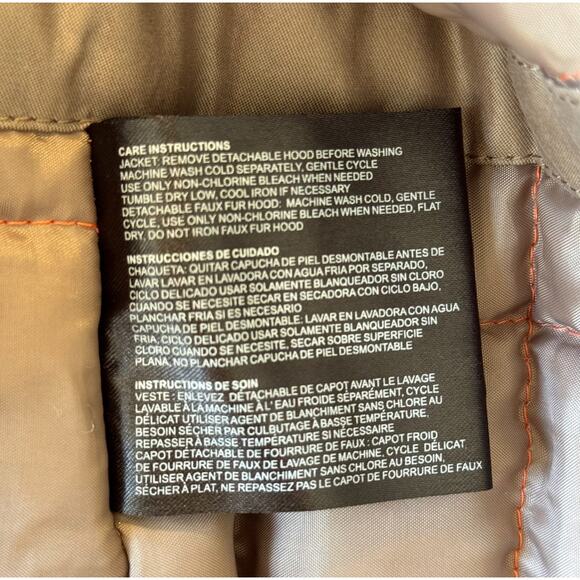 CARE INSTRUCTIONS
JACKET: REMOVE DETACHABLE HOOD BEFORE WASHING
MACHINE WASH COLD SEPARATELY, GENTLE CYCLE
USE ONLY NON-CHLORINE BLEACH WHEN NEEDED
TUMBLE DRY LOW, COOL IRON IF NECESSARY
DETACHABLE FAUX FUR HOOD: MACHINE WASH COLD, GENTLE
CYCLE, USE ONLY NON-CHLORINE BLEACH WHEN NEEDED, FLAT
DRY, DO NOT IRON FAUX FUR HOOD
INSTRUCCIONES DE CUIDADO
CHAQUETA: QUITAR CAPUCHA DE PIEL DESMONTABLE ANTES DE
LAVAR LAVAR EN LAVADORA CON AGUA FRIA POR SEPARADO,
CICLO DELICADO USAR SOLAMENTE BLANQUEADOR SIN CLORO
CUANDO SE NECESITE SECAR EN SECADORA CON CICLO BAJO,
PLANCHAR FRIA SI ES NECESARIO
CAPUCHA DE PIEL DESMONTABLE: LAVAR EN LAVADORA CON AGUA
FRIA, CICLO DELICADO USAR SOLAMENTE BLANQUEADOR SIN
CLORO CUANDO SE NECESITE, SECAR SOBRE SUPERFICIE
PLANA, NO PLANCHAR CAPUCHA DE PIEL DESMONTABLE
INSTRUCTIONS DE SOIN
VESTE : ENLEVEZ DÉTACHABLE DE CAPOT AVANT LE LAVAGE
LAVABLE À LA MACHINE À L'EAU FROIDE SÉPARÉMENT, CYCLE
DÉLICAT UTILISER AGENT DE BLANCHIMENT SANS CHLORE AU
BESOIN SÉCHER PAR CULBUTAGE À BASSE TEMPÉRATURE,
REPASSER À BASSE TEMPÉRATURE SI NÉCESSAIRE
CAPOT DÉTACHABLE DE FOURRURE DE FAUX : CAPOT FROID
DE FOURRURE DE FAUX DE LAVAGE DE MACHINE, CYCLE DÉLICAT
UTILISER AGENT DE BLANCHIMENT SANS CHLORE AU BESOIN,
SÉCHER À PLAT, NE REPASSEZ PAS LE CAPOT DE FOURRURE DE FAUX